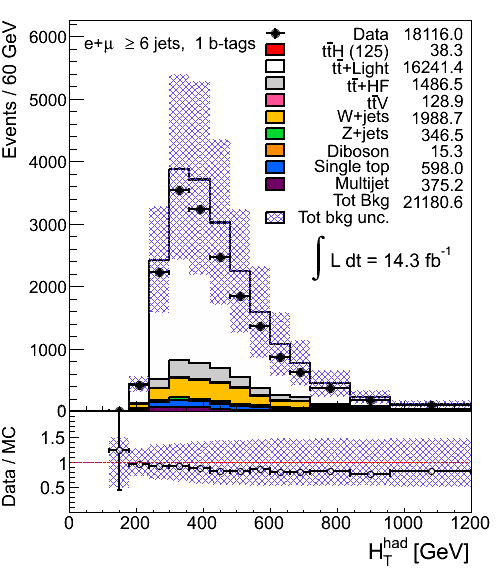 e+μ ≥ 6 jets, 1 b-tags
Data 18116.0
tt̄H (125) 38.3
tt̄+Light 16241.4
tt̄+HF 1486.5
tt̄V 128.9
W+jets 1988.7
Z+jets 346.5
Diboson 15.3
Single top 598.0
Multijet 375.2
Tot Bkg 21180.6
Tot bkg unc.
∫ L dt = 14.3 fb⁻¹
Events / 60 GeV
6000
5000
4000
3000
2000
1000
0
Data / MC
1.5
1
0.5
0 200 400 600 800 1000 1200
H_T^had [GeV]